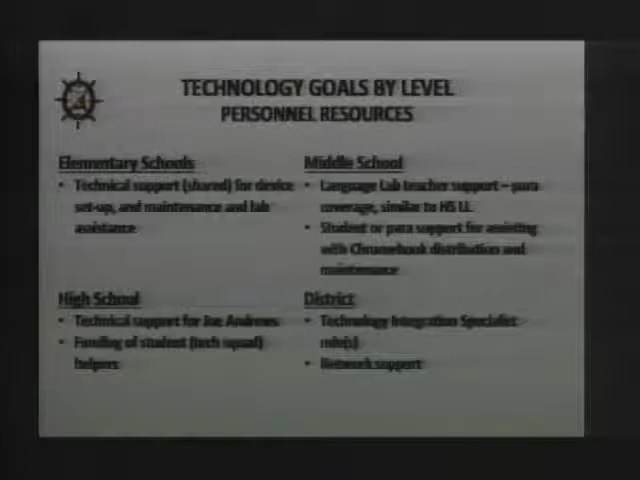 TECHNOLOGY GOALS BY LEVEL
PERSONNEL RESOURCES
Elementary Schools
• Technical support (shared) for device
set-up, and maintenance and lab
assistance
Middle School
• Language Lab teacher support – para
coverage, similar to HS LL
• Student or para support for assisting
with Chromebook distribution and
maintenance
High School
• Technical support for Joe Andrews
• Funding of student (tech squad)
helpers
District
• Technology Integration Specialist
role(s)
• Network support